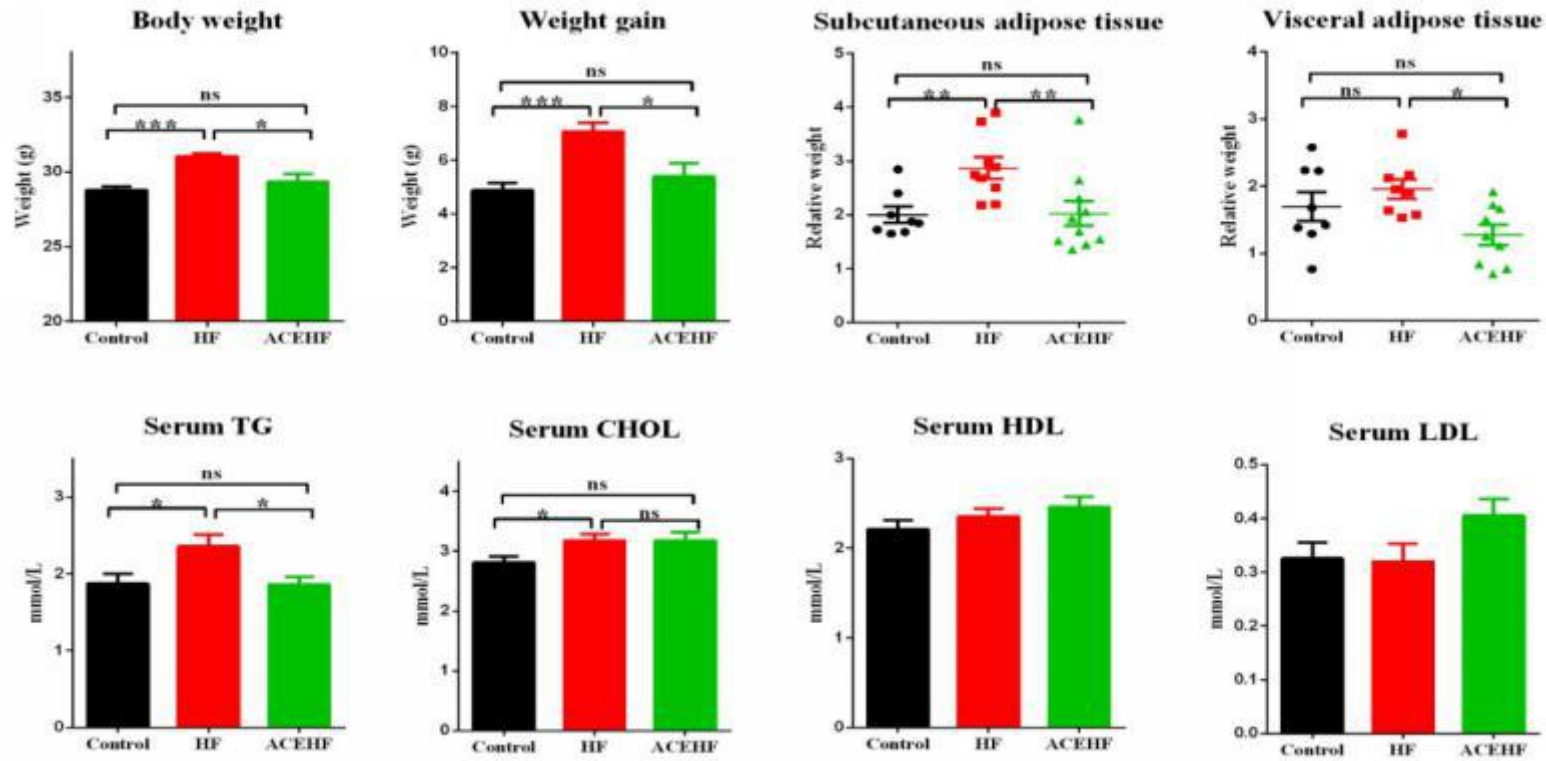 Body weight
Weight (g)
35
30
25
20
ns
***
*
Control HF ACEHF
Weight gain
Weight (g)
10
8
6
4
2
0
ns
***
*
Control HF ACEHF
Subcutaneous adipose tissue
Relative weight
5
4
3
2
1
0
ns
**
**
Control HF ACEHF
Visceral adipose tissue
Relative weight
4
3
2
1
0
ns
ns
*
Control HF ACEHF
Serum TG
mmol/L
3
2
1
0
ns
*
*
Control HF ACEHF
Serum CHOL
mmol/L
4
3
2
1
0
ns
*
ns
Control HF ACEHF
Serum HDL
mmol/L
3
2
1
0
Control HF ACEHF
Serum LDL
mmol/L
0.5
0.4
0.3
0.2
0.1
0.0
Control HF ACEHF